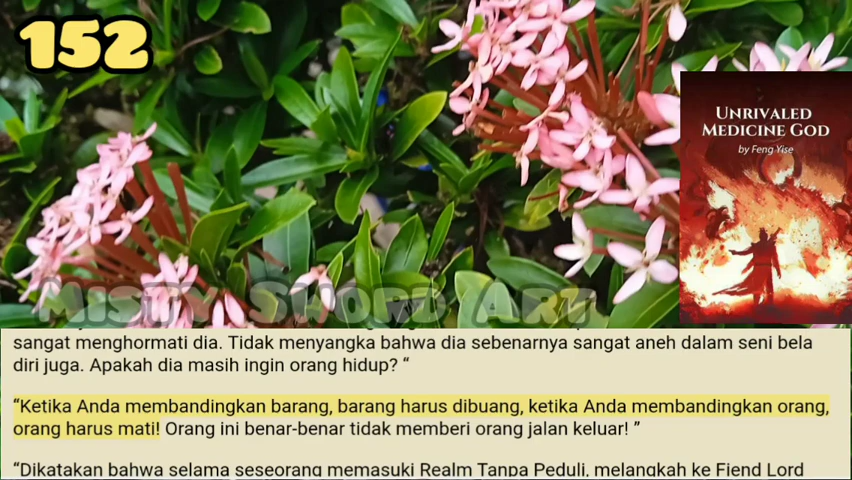 152
UNRIVALED
MEDICINE GOD
by Feng Yise
MISTY SWORD ART
sangat menghormati dia. Tidak menyangka bahwa dia sebenarnya sangat aneh dalam seni bela
diri juga. Apakah dia masih ingin orang hidup? “
“Ketika Anda membandingkan barang, barang harus dibuang, ketika Anda membandingkan orang,
orang harus mati! Orang ini benar-benar tidak memberi orang jalan keluar! ”
“Dikatakan bahwa selama seseorang memasuki Realm Tanpa Peduli, melangkah ke Fiend Lord